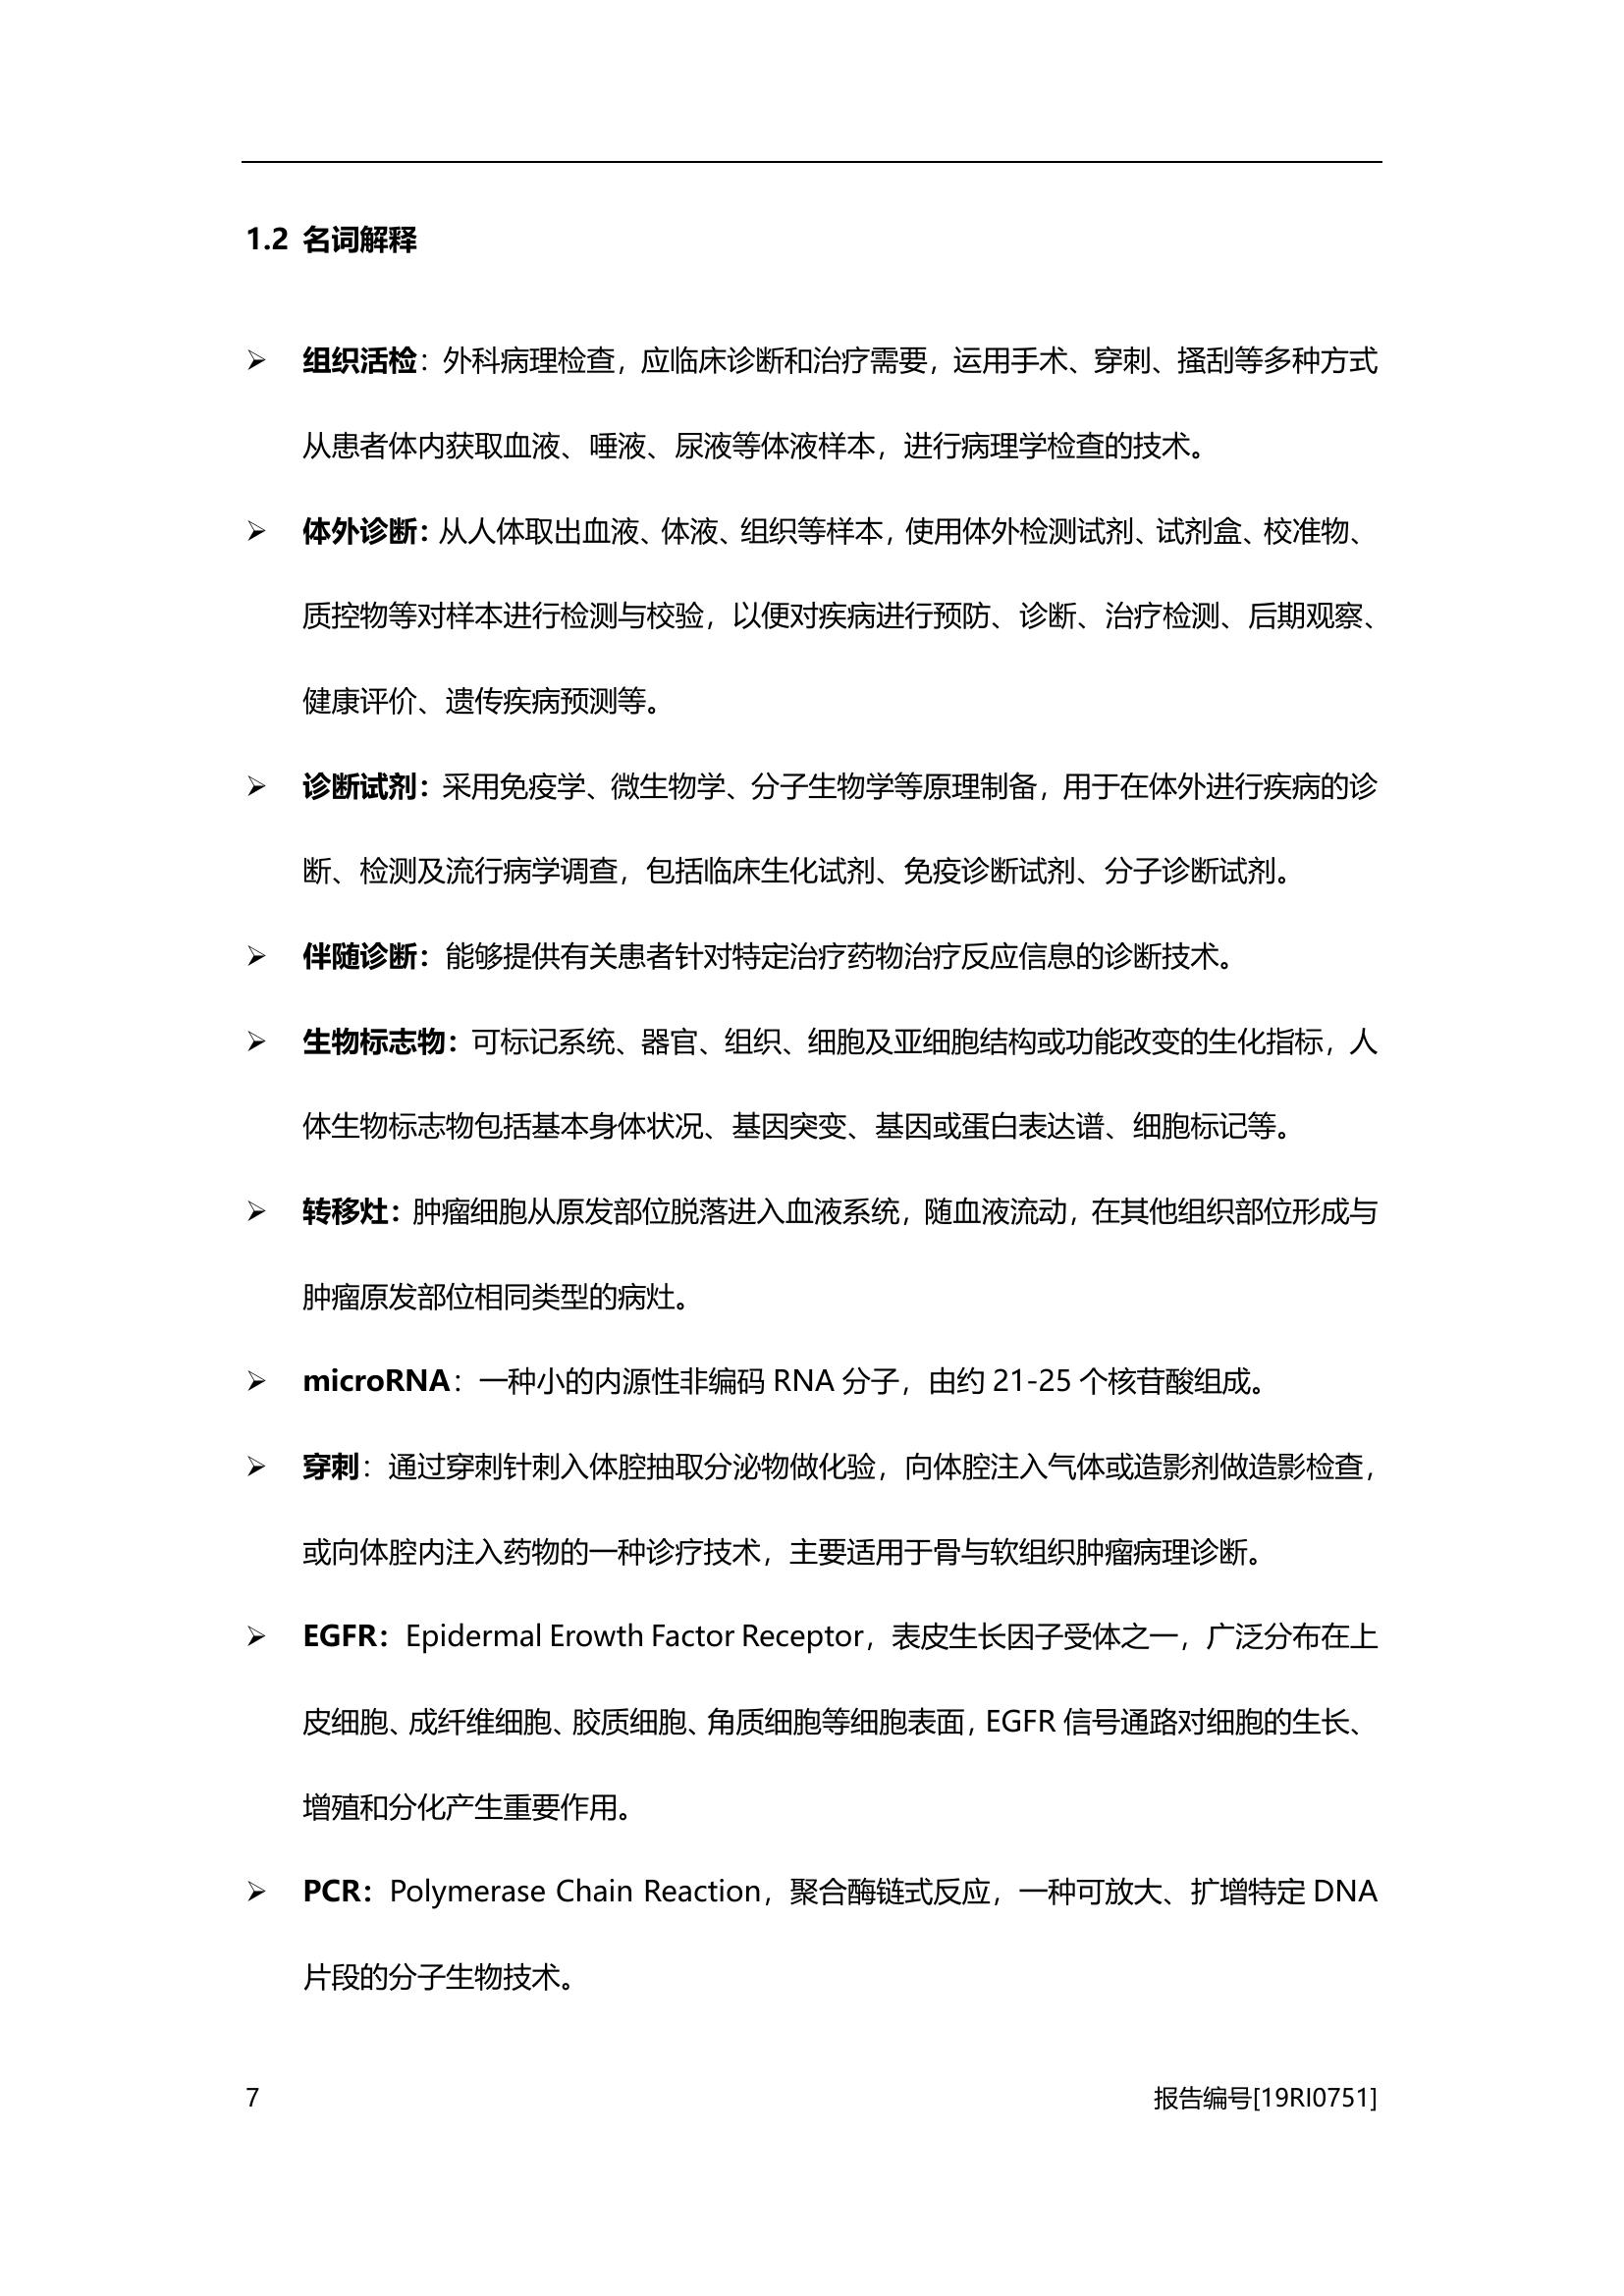 1.2 名词解释
➢ 组织活检：外科病理检查，应临床诊断和治疗需要，运用手术、穿刺、搔刮等多种方式
从患者体内获取血液、唾液、尿液等体液样本，进行病理学检查的技术。
➢ 体外诊断：从人体取出血液、体液、组织等样本，使用体外检测试剂、试剂盒、校准物、
质控物等对样本进行检测与校验，以便对疾病进行预防、诊断、治疗检测、后期观察、
健康评价、遗传疾病预测等。
➢ 诊断试剂：采用免疫学、微生物学、分子生物学等原理制备，用于在体外进行疾病的诊
断、检测及流行病学调查，包括临床生化试剂、免疫诊断试剂、分子诊断试剂。
➢ 伴随诊断：能够提供有关患者针对特定治疗药物治疗反应信息的诊断技术。
➢ 生物标志物：可标记系统、器官、组织、细胞及亚细胞结构或功能改变的生化指标，人
体生物标志物包括基本身体状况、基因突变、基因或蛋白表达谱、细胞标记等。
➢ 转移灶：肿瘤细胞从原发部位脱落进入血液系统，随血液流动，在其他组织部位形成与
肿瘤原发部位相同类型的病灶。
➢ microRNA：一种小的内源性非编码 RNA 分子，由约 21-25 个核苷酸组成。
➢ 穿刺：通过穿刺针刺入体腔抽取分泌物做化验，向体腔注入气体或造影剂做造影检查，
或向体腔内注入药物的一种诊疗技术，主要适用于骨与软组织肿瘤病理诊断。
➢ EGFR：Epidermal Erowth Factor Receptor，表皮生长因子受体之一，广泛分布在上
皮细胞、成纤维细胞、胶质细胞、角质细胞等细胞表面，EGFR 信号通路对细胞的生长、
增殖和分化产生重要作用。
➢ PCR：Polymerase Chain Reaction，聚合酶链式反应，一种可放大、扩增特定 DNA
片段的分子生物技术。
7 报告编号[19RI0751]